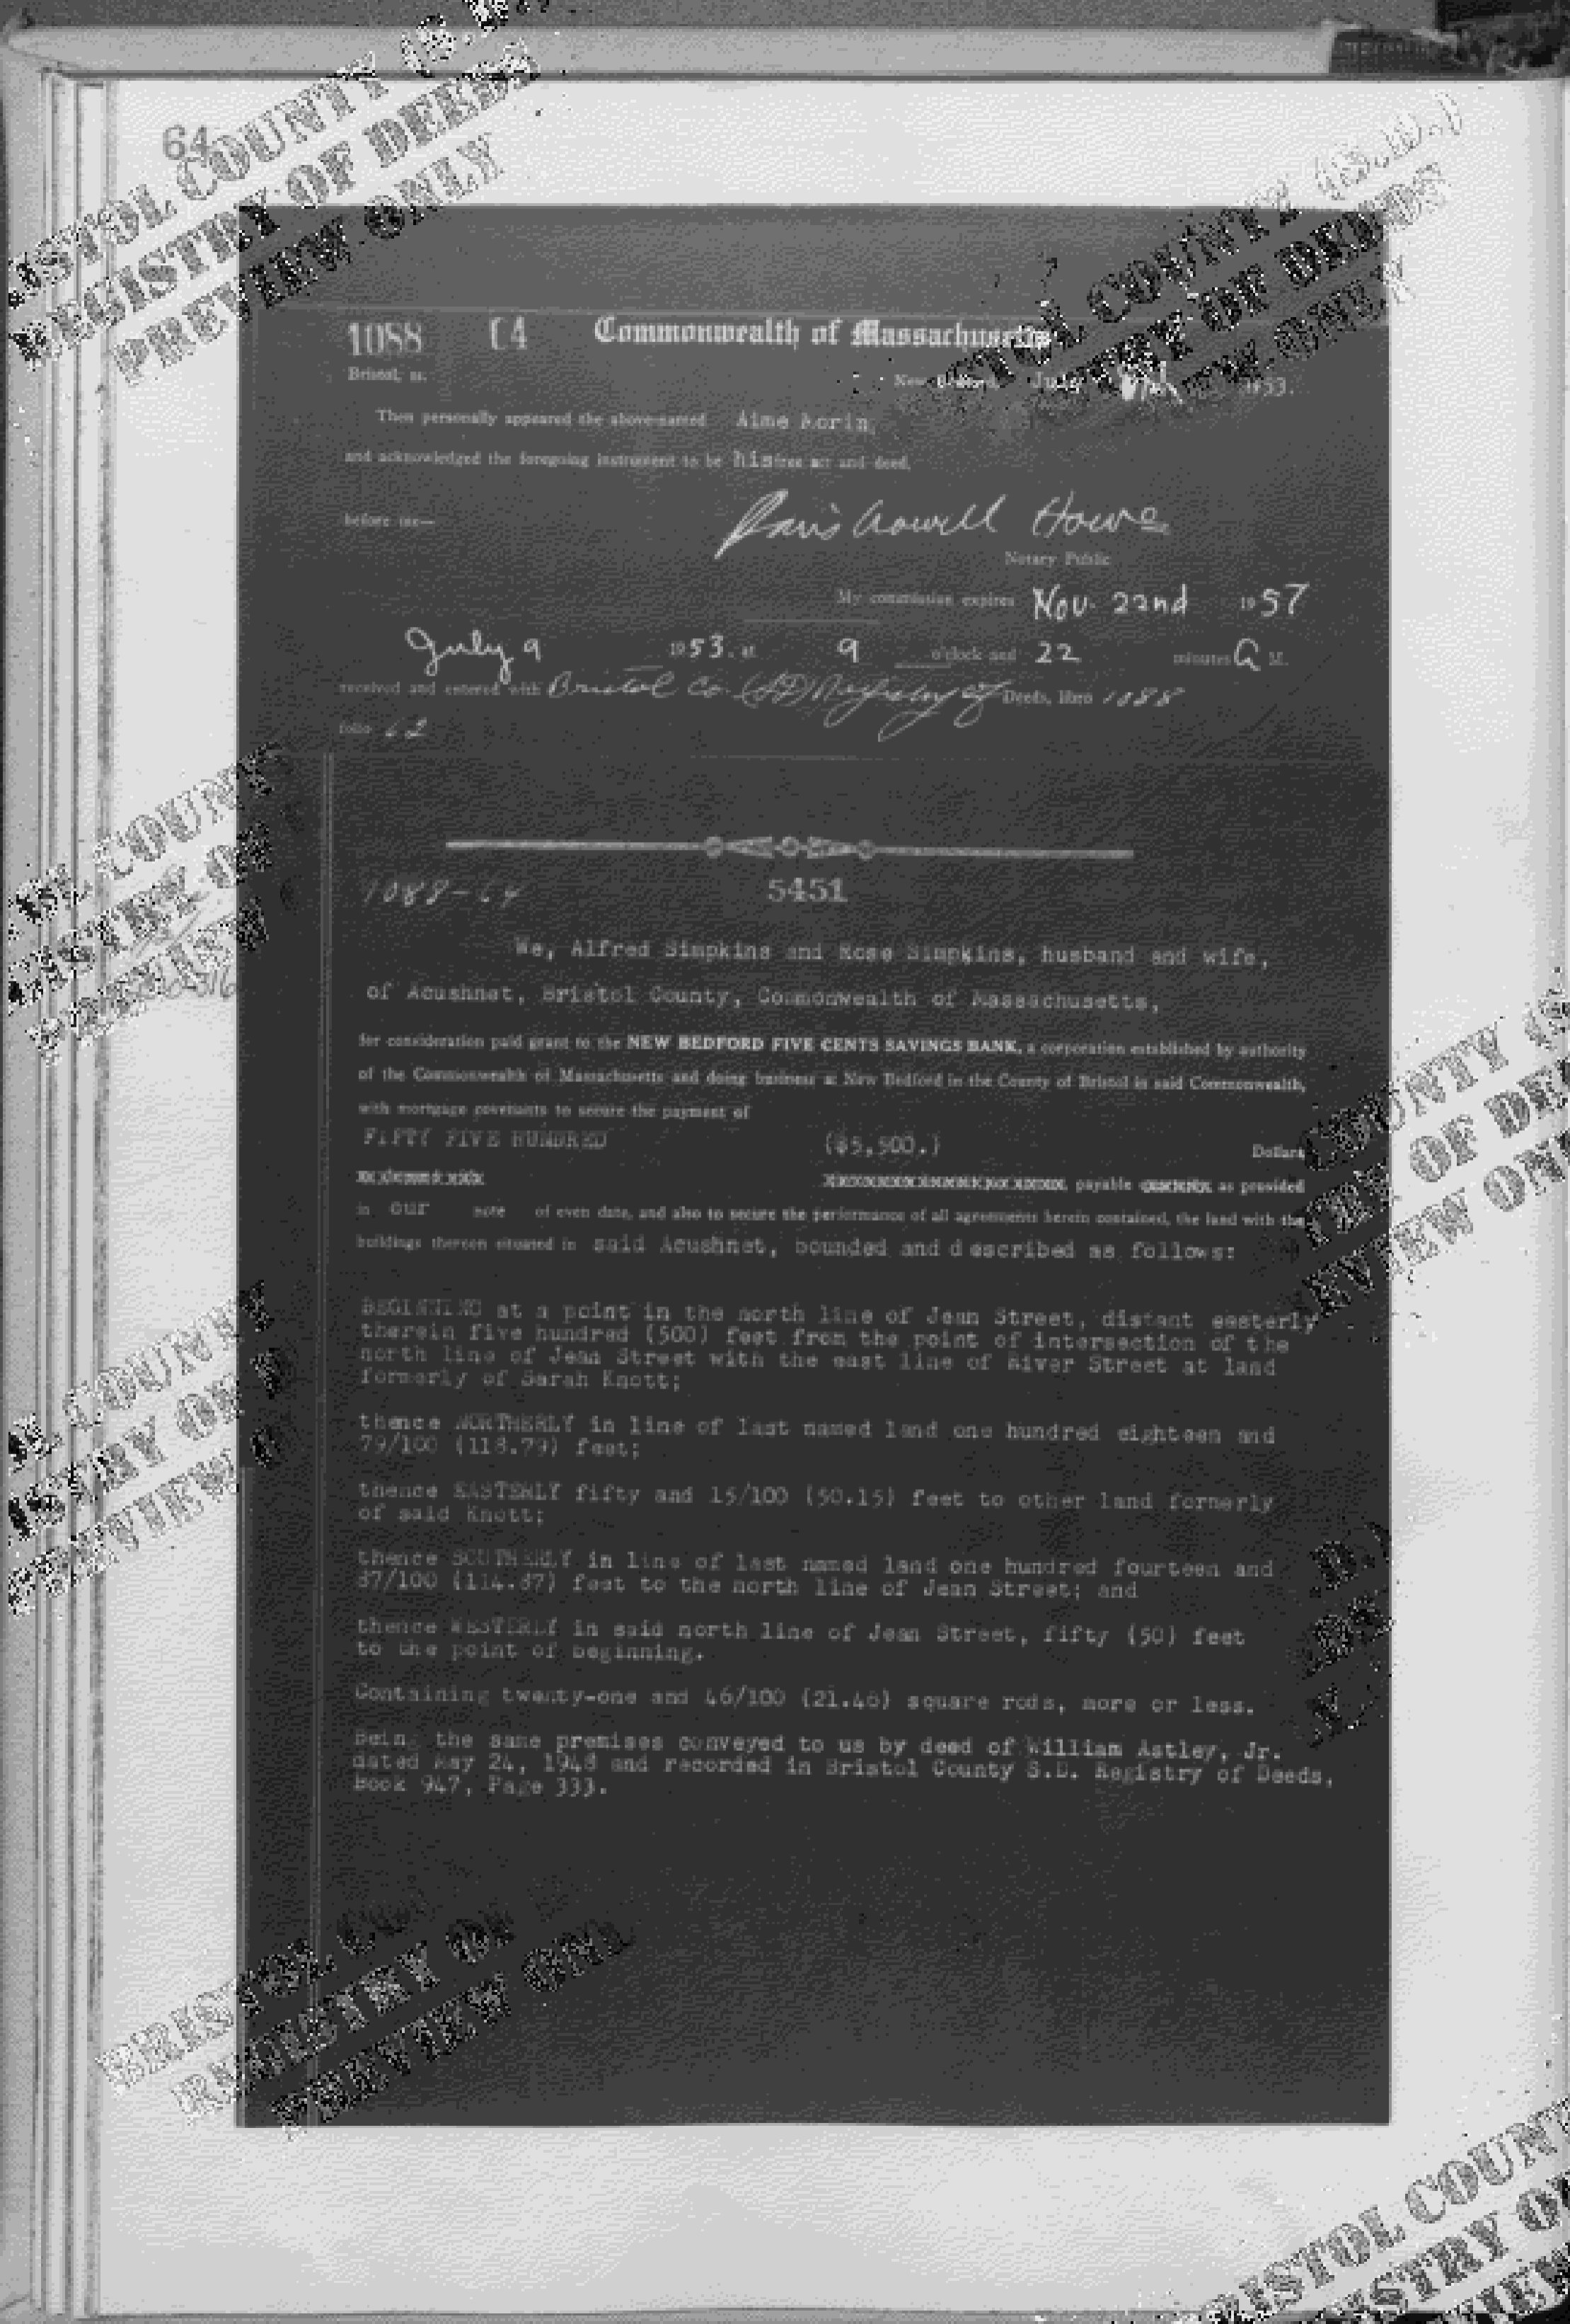 64
1088 64 Commonwealth of Massachusetts
Bristol, ss. New Bedford, July 1953.
Then personally appeared the above-named Aime
and acknowledged the foregoing instrument to be his free act and deed,
before me— Howe
Notary Public
My commission expires Nov. 22nd 1957
July 9 1953. at 9 o'clock and 22 minutes A M.
received and entered with Bristol Co. (SD) Registry of Deeds, libro 1088
folio 62
1088-64 5451
We, Alfred Simpkins and Rose Simpkins, husband and wife,
of Acushnet, Bristol County, Commonwealth of Massachusetts,
for consideration paid grant to the NEW BEDFORD FIVE CENTS SAVINGS BANK, a corporation established by authority
of the Commonwealth of Massachusetts and doing business at New Bedford in the County of Bristol in said Commonwealth,
with mortgage covenants to secure the payment of
FIFTY FIVE HUNDRED ($5,500.) Dollars
payable as provided
in our note of even date, and also to secure the performance of all agreements herein contained, the land with the
buildings thereon situated in said Acushnet, bounded and described as follows:
BEGINNING at a point in the north line of Jean Street, distant easterly
therein five hundred (500) feet from the point of intersection of the
north line of Jean Street with the east line of River Street at land
formerly of Sarah Knott;
thence NORTHERLY in line of last named land one hundred eighteen and
79/100 (118.79) feet;
thence EASTERLY fifty and 15/100 (50.15) feet to other land formerly
of said Knott;
thence SOUTHERLY in line of last named land one hundred fourteen and
87/100 (114.87) feet to the north line of Jean Street; and
thence WESTERLY in said north line of Jean Street, fifty (50) feet
to the point of beginning.
Containing twenty-one and 46/100 (21.46) square rods, more or less.
Being the same premises conveyed to us by deed of William Astley, Jr.
dated May 24, 1948 and recorded in Bristol County S.D. Registry of Deeds,
Book 947, Page 333.